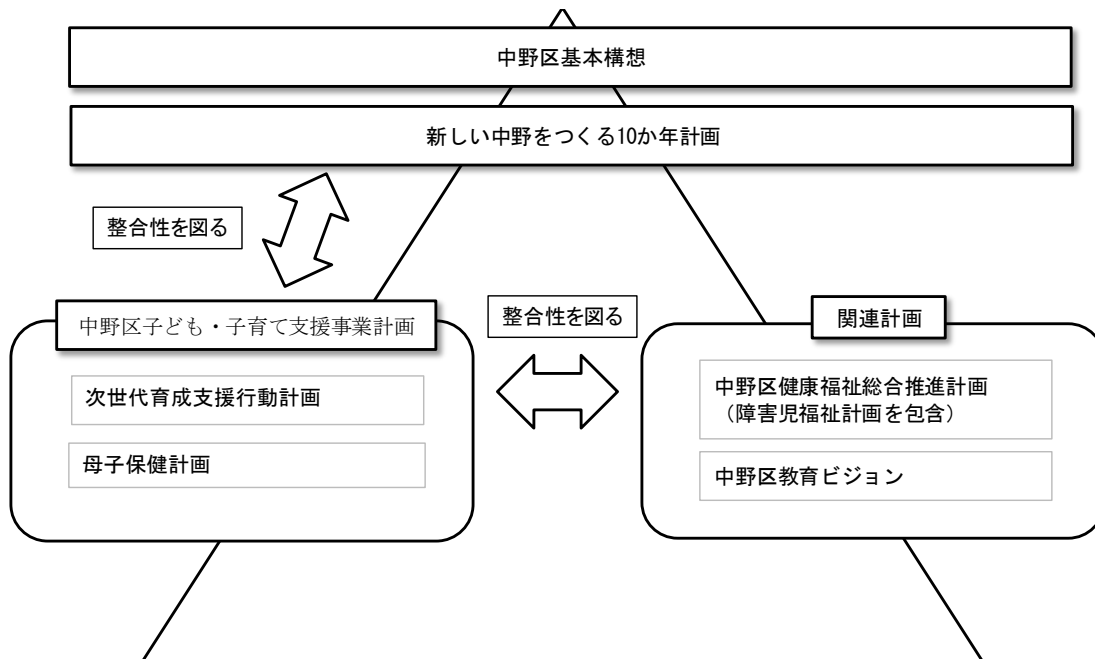 中野区基本構想
新しい中野をつくる10か年計画
整合性を図る
中野区子ども・子育て支援事業計画
次世代育成支援行動計画
母子保健計画
整合性を図る
関連計画
中野区健康福祉総合推進計画
（障害児福祉計画を包含）
中野区教育ビジョン